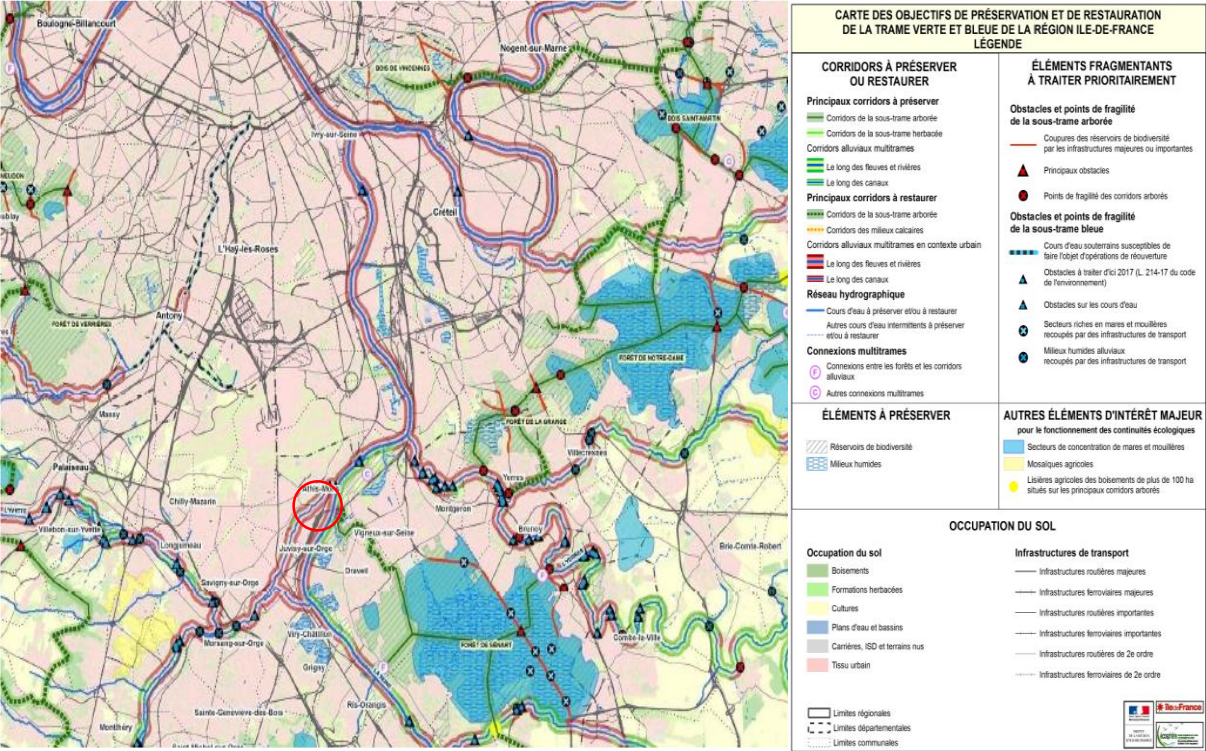 Boulogne-Billancourt
Nogent-sur-Marne
BOIS DE VINCENNES
BOIS SAINT-MARTIN
Ivry-sur-Seine
Créteil
L'Haÿ-les-Roses
Antony
FORÊT DE VERRIÈRES
FORÊT DE NOTRE-DAME
Massy
FORÊT DE LA GRANGE
Villecresnes
Palaiseau
Yerres
Chilly-Mazarin
Montgeron
Villebon-sur-Yvette
Vigneux-sur-Seine
Brunoy
Longjumeau
Juvisy-sur-Orge
Brie-Comte-Robert
Draveil
Savigny-sur-Orge
Viry-Châtillon
Morsang-sur-Orge
Combs-la-Ville
FORÊT DE SÉNART
Grigny
Ris-Orangis
Sainte-Geneviève-des-Bois
Montlhéry
CARTE DES OBJECTIFS DE PRÉSERVATION ET DE RESTAURATION
DE LA TRAME VERTE ET BLEUE DE LA RÉGION ILE-DE-FRANCE
LÉGENDE
CORRIDORS À PRÉSERVER
OU RESTAURER
Principaux corridors à préserver
Corridors de la sous-trame arborée
Corridors de la sous-trame herbacée
Corridors alluviaux multitrames
Le long des fleuves et rivières
Le long des canaux
Principaux corridors à restaurer
Corridors de la sous-trame arborée
Corridors des milieux calcaires
Corridors alluviaux multitrames en contexte urbain
Le long des fleuves et rivières
Le long des canaux
Réseau hydrographique
Cours d'eau à préserver et/ou à restaurer
Autres cours d'eau intermittents à préserver
et/ou à restaurer
Connexions multitrames
F Connexions entre les forêts et les corridors
alluviaux
C Autres connexions multitrames
ÉLÉMENTS FRAGMENTANTS
À TRAITER PRIORITAIREMENT
Obstacles et points de fragilité
de la sous-trame arborée
Coupures des réservoirs de biodiversité
par les infrastructures majeures ou importantes
Principaux obstacles
Points de fragilité des corridors arborés
Obstacles et points de fragilité
de la sous-trame bleue
Cours d'eau souterrains susceptibles de
faire l'objet d'opérations de réouverture
Obstacles à traiter d'ici 2017 (L. 214-17 du code
de l'environnement)
Obstacles sur les cours d'eau
Secteurs riches en mares et mouillères
recoupés par des infrastructures de transport
Milieux humides alluviaux
recoupés par des infrastructures de transport
ÉLÉMENTS À PRÉSERVER
Réservoirs de biodiversité
Milieux humides
AUTRES ÉLÉMENTS D'INTÉRÊT MAJEUR
pour le fonctionnement des continuités écologiques
Secteurs de concentration de mares et mouillères
Mosaïques agricoles
Lisières agricoles des boisements de plus de 100 ha
situés sur les principaux corridors arborés
OCCUPATION DU SOL
Occupation du sol
Boisements
Formations herbacées
Cultures
Plans d'eau et bassins
Carrières, ISD et terrains nus
Tissu urbain
Infrastructures de transport
Infrastructures routières majeures
Infrastructures ferroviaires majeures
Infrastructures routières importantes
Infrastructures ferroviaires importantes
Infrastructures routières de 2e ordre
Infrastructures ferroviaires de 2e ordre
Limites régionales
Limites départementales
Limites communales
îledeFrance